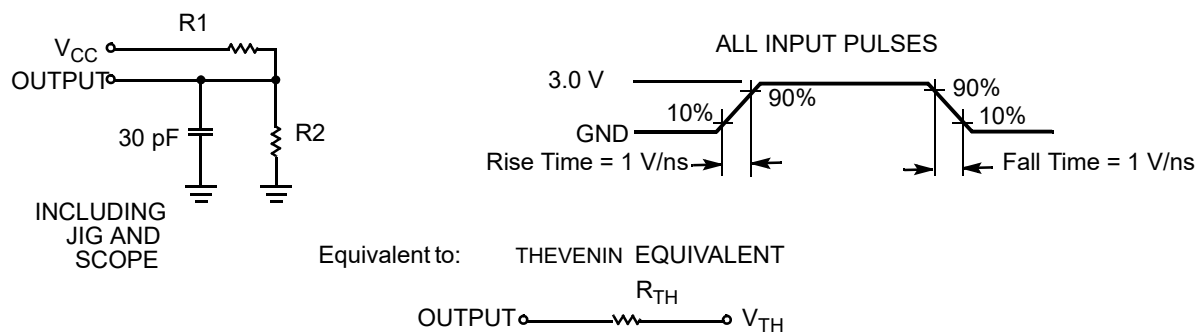 R1
V_CC
OUTPUT
30 pF
R2
INCLUDING
JIG AND
SCOPE
ALL INPUT PULSES
3.0 V
GND
10%
90%
90%
10%
Rise Time = 1 V/ns
Fall Time = 1 V/ns
Equivalent to: THEVENIN EQUIVALENT
R_TH
OUTPUT
V_TH